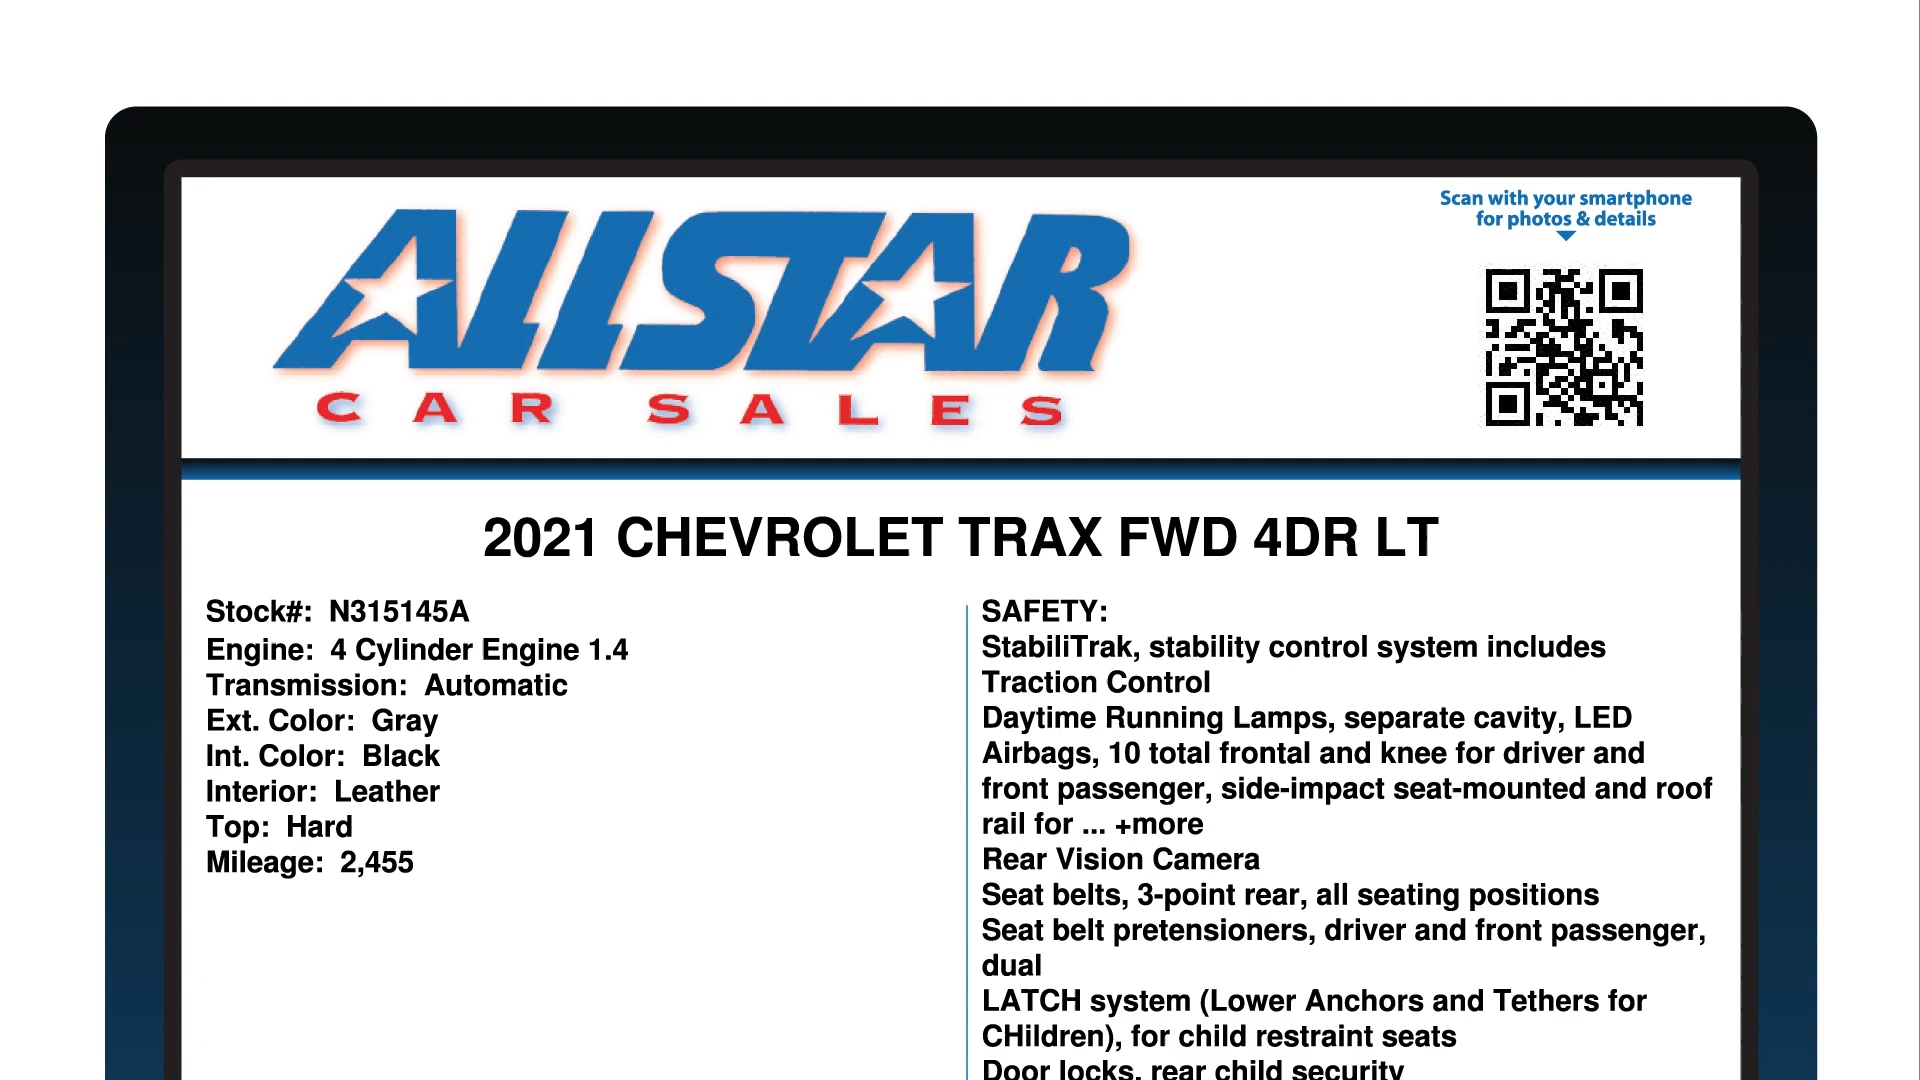 ALLSTAR
CAR SALES
Scan with your smartphone
for photos & details
2021 CHEVROLET TRAX FWD 4DR LT
Stock#: N315145A
Engine: 4 Cylinder Engine 1.4
Transmission: Automatic
Ext. Color: Gray
Int. Color: Black
Interior: Leather
Top: Hard
Mileage: 2,455
SAFETY:
StabiliTrak, stability control system includes
Traction Control
Daytime Running Lamps, separate cavity, LED
Airbags, 10 total frontal and knee for driver and
front passenger, side-impact seat-mounted and roof
rail for ... +more
Rear Vision Camera
Seat belts, 3-point rear, all seating positions
Seat belt pretensioners, driver and front passenger,
dual
LATCH system (Lower Anchors and Tethers for
CHildren), for child restraint seats
Door locks, rear child security